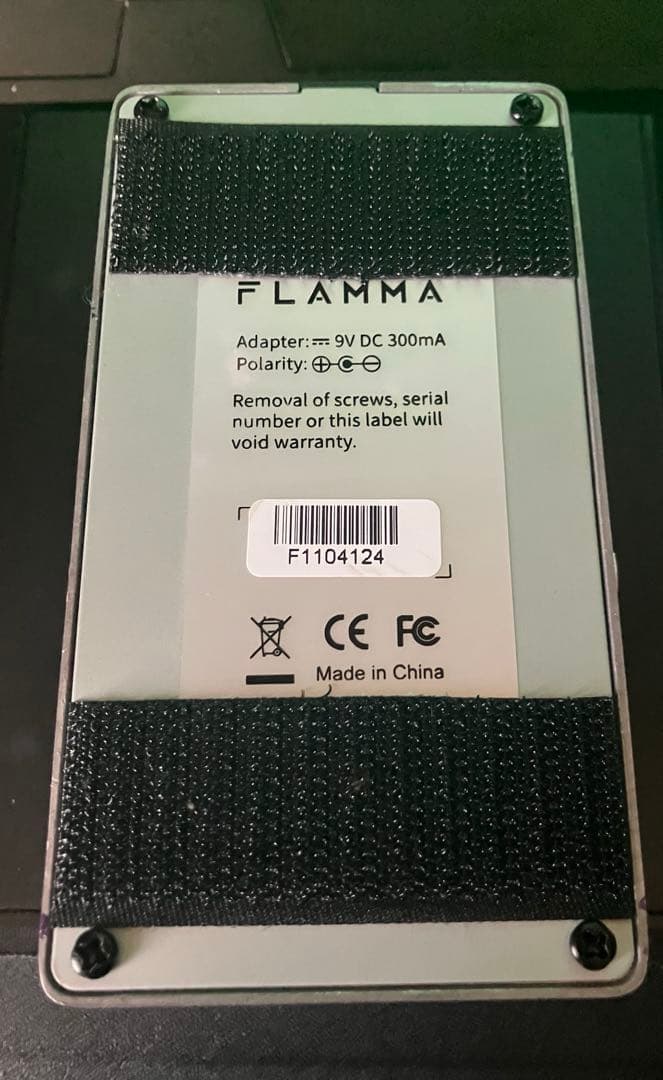 FLAMMA
Adapter: ⎓ 9V DC 300mA
Polarity:
Removal of screws, serial
number or this label will
void warranty.
F1104124
CE FC
Made in China